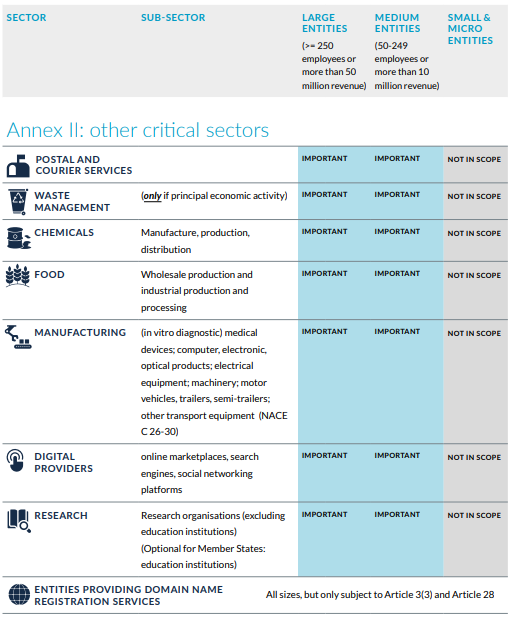 SECTOR
SUB-SECTOR
LARGE
ENTITIES
(>= 250
employees or
more than 50
million revenue)
MEDIUM
ENTITIES
(50-249
employees or
more than 10
million revenue)
SMALL &
MICRO
ENTITIES
Annex II: other critical sectors
POSTAL AND
COURIER SERVICES
IMPORTANT
IMPORTANT
NOT IN SCOPE
WASTE
MANAGEMENT
(only if principal economic activity)
IMPORTANT
IMPORTANT
NOT IN SCOPE
CHEMICALS
Manufacture, production,
distribution
IMPORTANT
IMPORTANT
NOT IN SCOPE
FOOD
Wholesale production and
industrial production and
processing
IMPORTANT
IMPORTANT
NOT IN SCOPE
MANUFACTURING
(in vitro diagnostic) medical
devices; computer, electronic,
optical products; electrical
equipment; machinery; motor
vehicles, trailers, semi-trailers;
other transport equipment (NACE
C 26-30)
IMPORTANT
IMPORTANT
NOT IN SCOPE
DIGITAL
PROVIDERS
online marketplaces, search
engines, social networking
platforms
IMPORTANT
IMPORTANT
NOT IN SCOPE
RESEARCH
Research organisations (excluding
education institutions)
(Optional for Member States:
education institutions)
IMPORTANT
IMPORTANT
NOT IN SCOPE
ENTITIES PROVIDING DOMAIN NAME
REGISTRATION SERVICES
All sizes, but only subject to Article 3(3) and Article 28